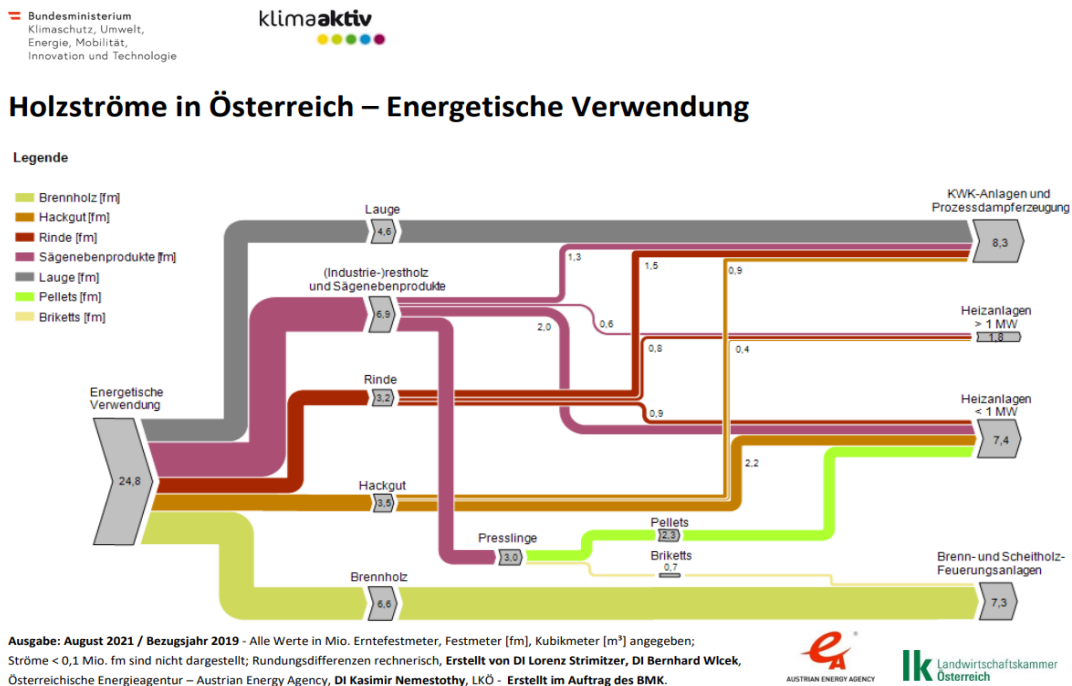 Bundesministerium
Klimaschutz, Umwelt,
Energie, Mobilität,
Innovation und Technologie
klimaaktiv
Holzströme in Österreich – Energetische Verwendung
Legende
Brennholz [fm]
Hackgut [fm]
Rinde [fm]
Sägenebenprodukte [fm]
Lauge [fm]
Pellets [fm]
Briketts [fm]
Lauge
4,6
KWK-Anlagen und
Prozessdampferzeugung
8,3
(Industrie-)restholz
und Sägenebenprodukte
6,9
1,3
1,5
0,9
0,6
2,0
Heizanlagen
> 1 MW
1,8
0,8
0,4
Rinde
3,2
0,9
Heizanlagen
< 1 MW
7,4
Energetische
Verwendung
24,8
Hackgut
3,5
2,2
Presslinge
3,0
Pellets
2,3
Briketts
0,7
Brennholz
6,6
Brenn- und Scheitholz-
Feuerungsanlagen
7,3
Ausgabe: August 2021 / Bezugsjahr 2019 - Alle Werte in Mio. Erntefestmeter, Festmeter [fm], Kubikmeter [m³] angegeben;
Ströme < 0,1 Mio. fm sind nicht dargestellt; Rundungsdifferenzen rechnerisch, Erstellt von DI Lorenz Strimitzer, DI Bernhard Wlcek,
Österreichische Energieagentur – Austrian Energy Agency, DI Kasimir Nemestothy, LKÖ - Erstellt im Auftrag des BMK.
AUSTRIAN ENERGY AGENCY
lk Landwirtschaftskammer
Österreich